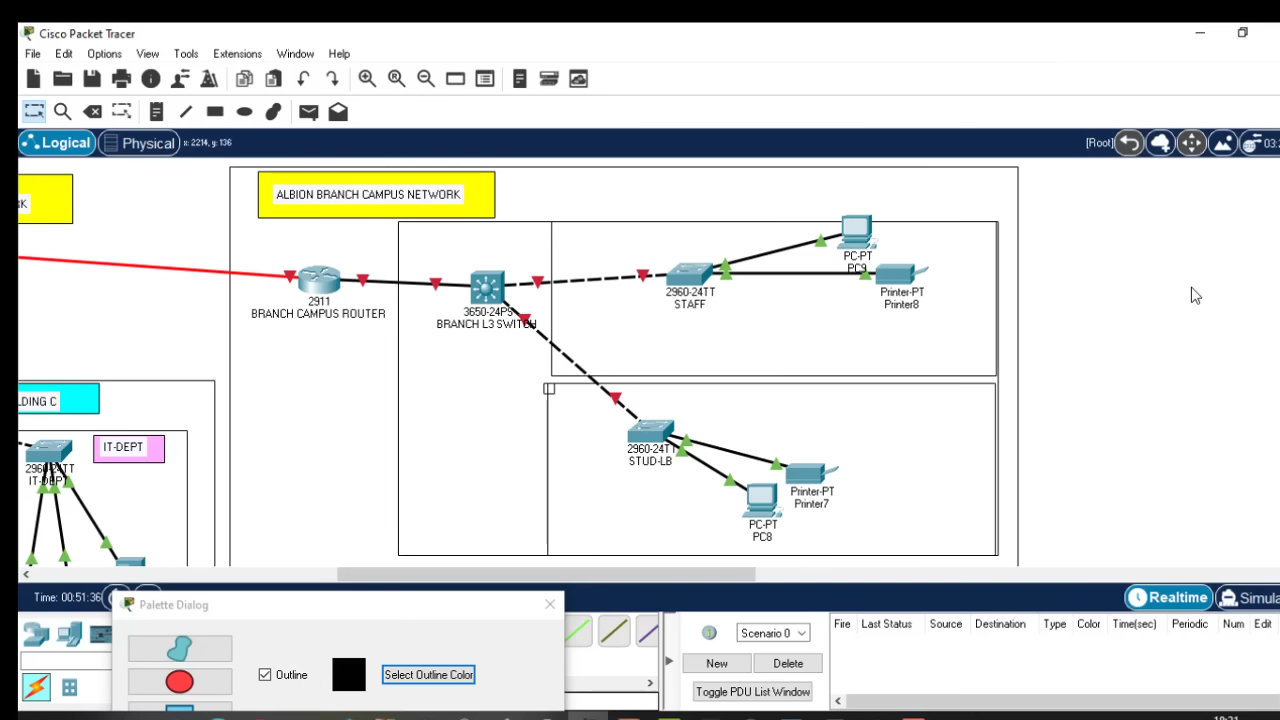 Cisco Packet Tracer
File Edit Options View Tools Extensions Window Help
Logical Physical x: 2214, y: 136 [Root] 03:
ALBION BRANCH CAMPUS NETWORK
K
PC-PT
PC9
2911
BRANCH CAMPUS ROUTER
3650-24PS
BRANCH L3 SWITCH
2960-24TT
STAFF
Printer-PT
Printer8
LDING C
IT-DEPT
2960-24TT
IT-DEPT
2960-24TT
STUD-LB
Printer-PT
Printer7
PC-PT
PC8
Time: 00:51:36
Realtime Simula
Palette Dialog
Outline
Select Outline Color
Scenario 0
New Delete
Toggle PDU List Window
Fire Last Status Source Destination Type Color Time(sec) Periodic Num Edit